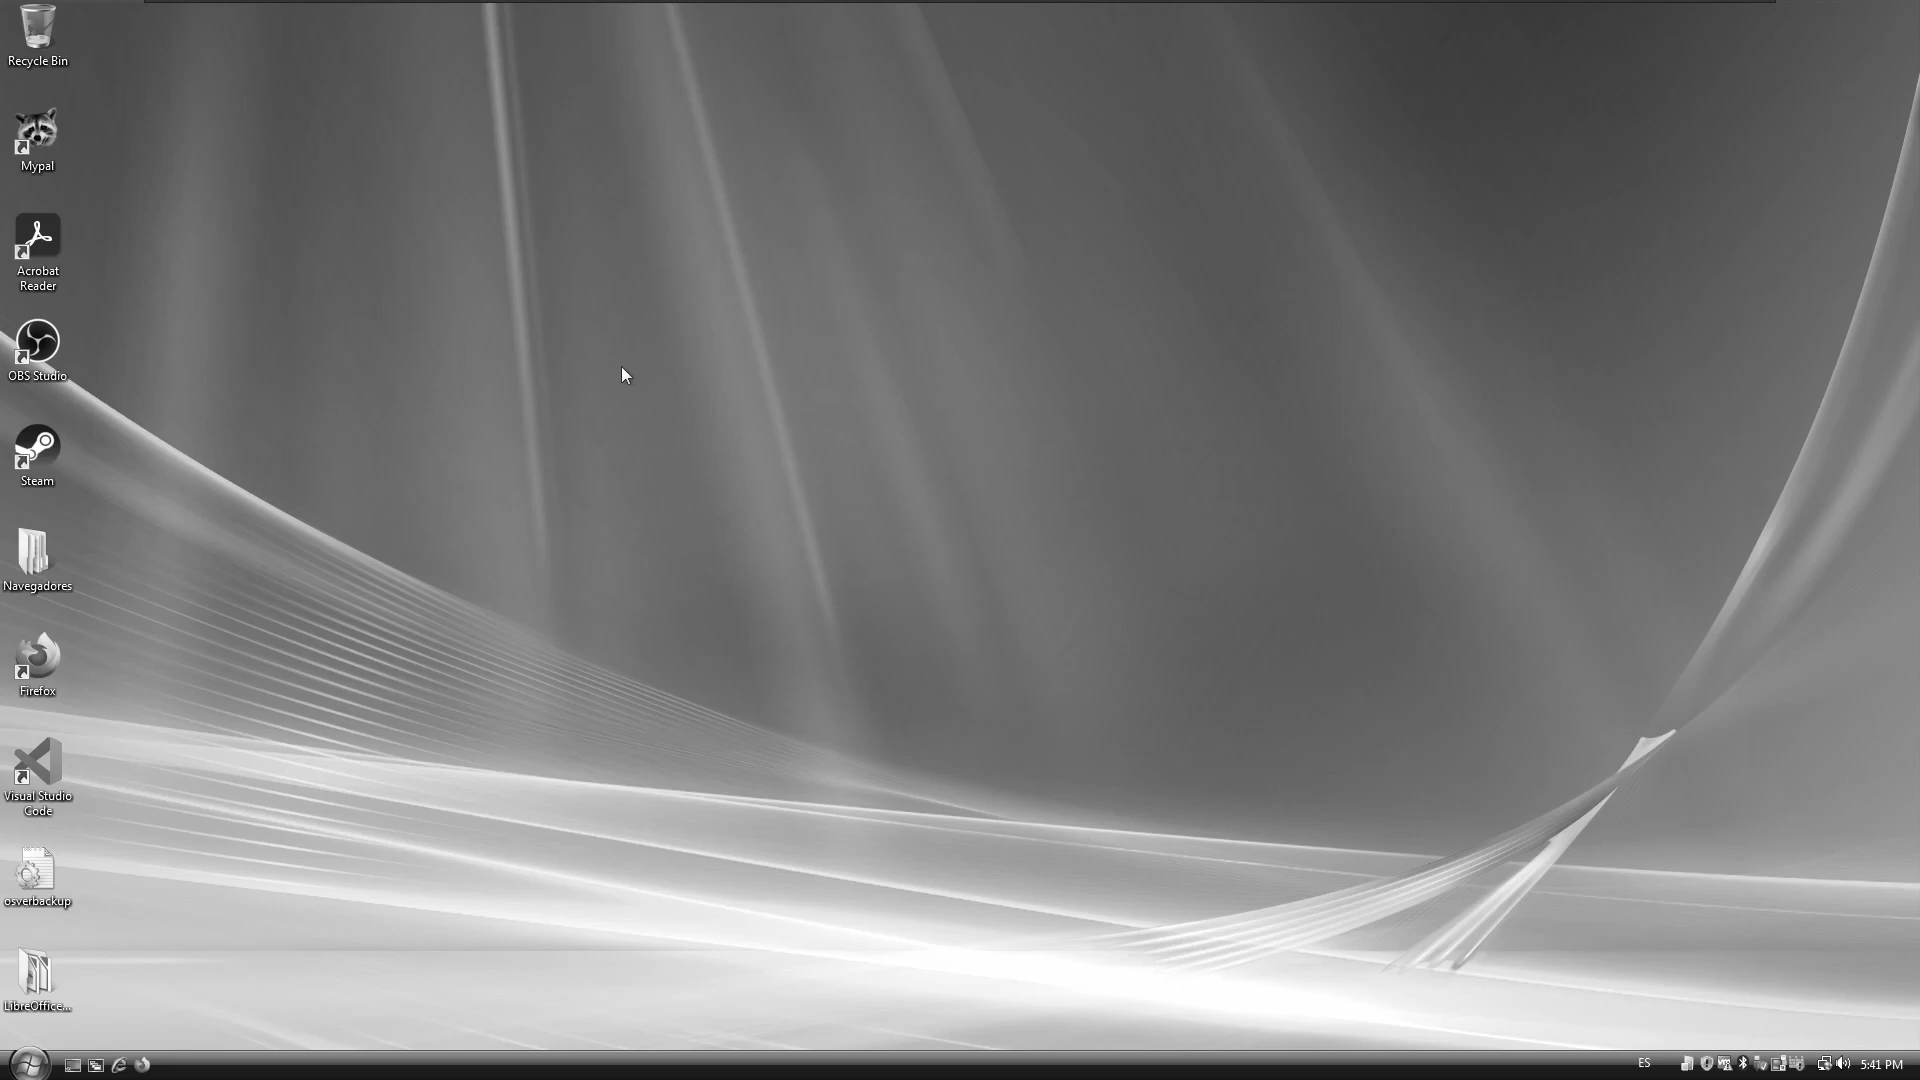 Recycle Bin
Mypal
Acrobat
Reader
OBS Studio
Steam
Navegadores
Firefox
Visual Studio
Code
osverbackup
LibreOffice...
ES
5:41 PM